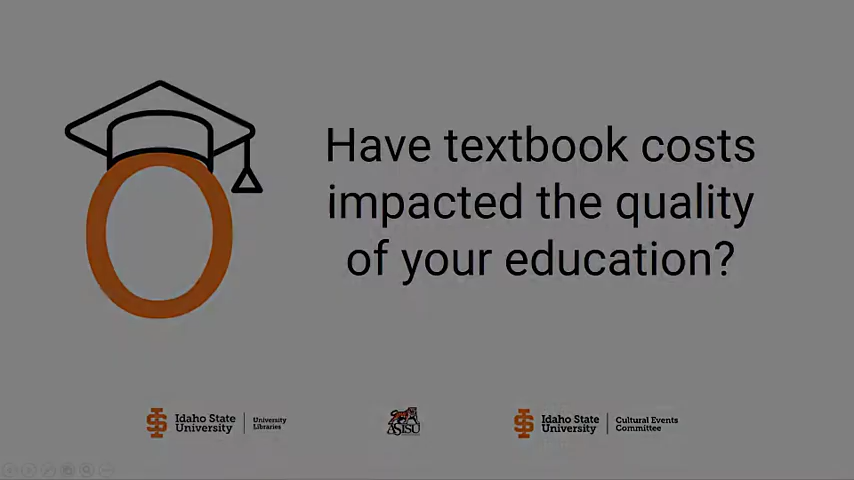 Have textbook costs
impacted the quality
of your education?
Idaho State University | University Libraries
ASISU
Idaho State University | Cultural Events Committee